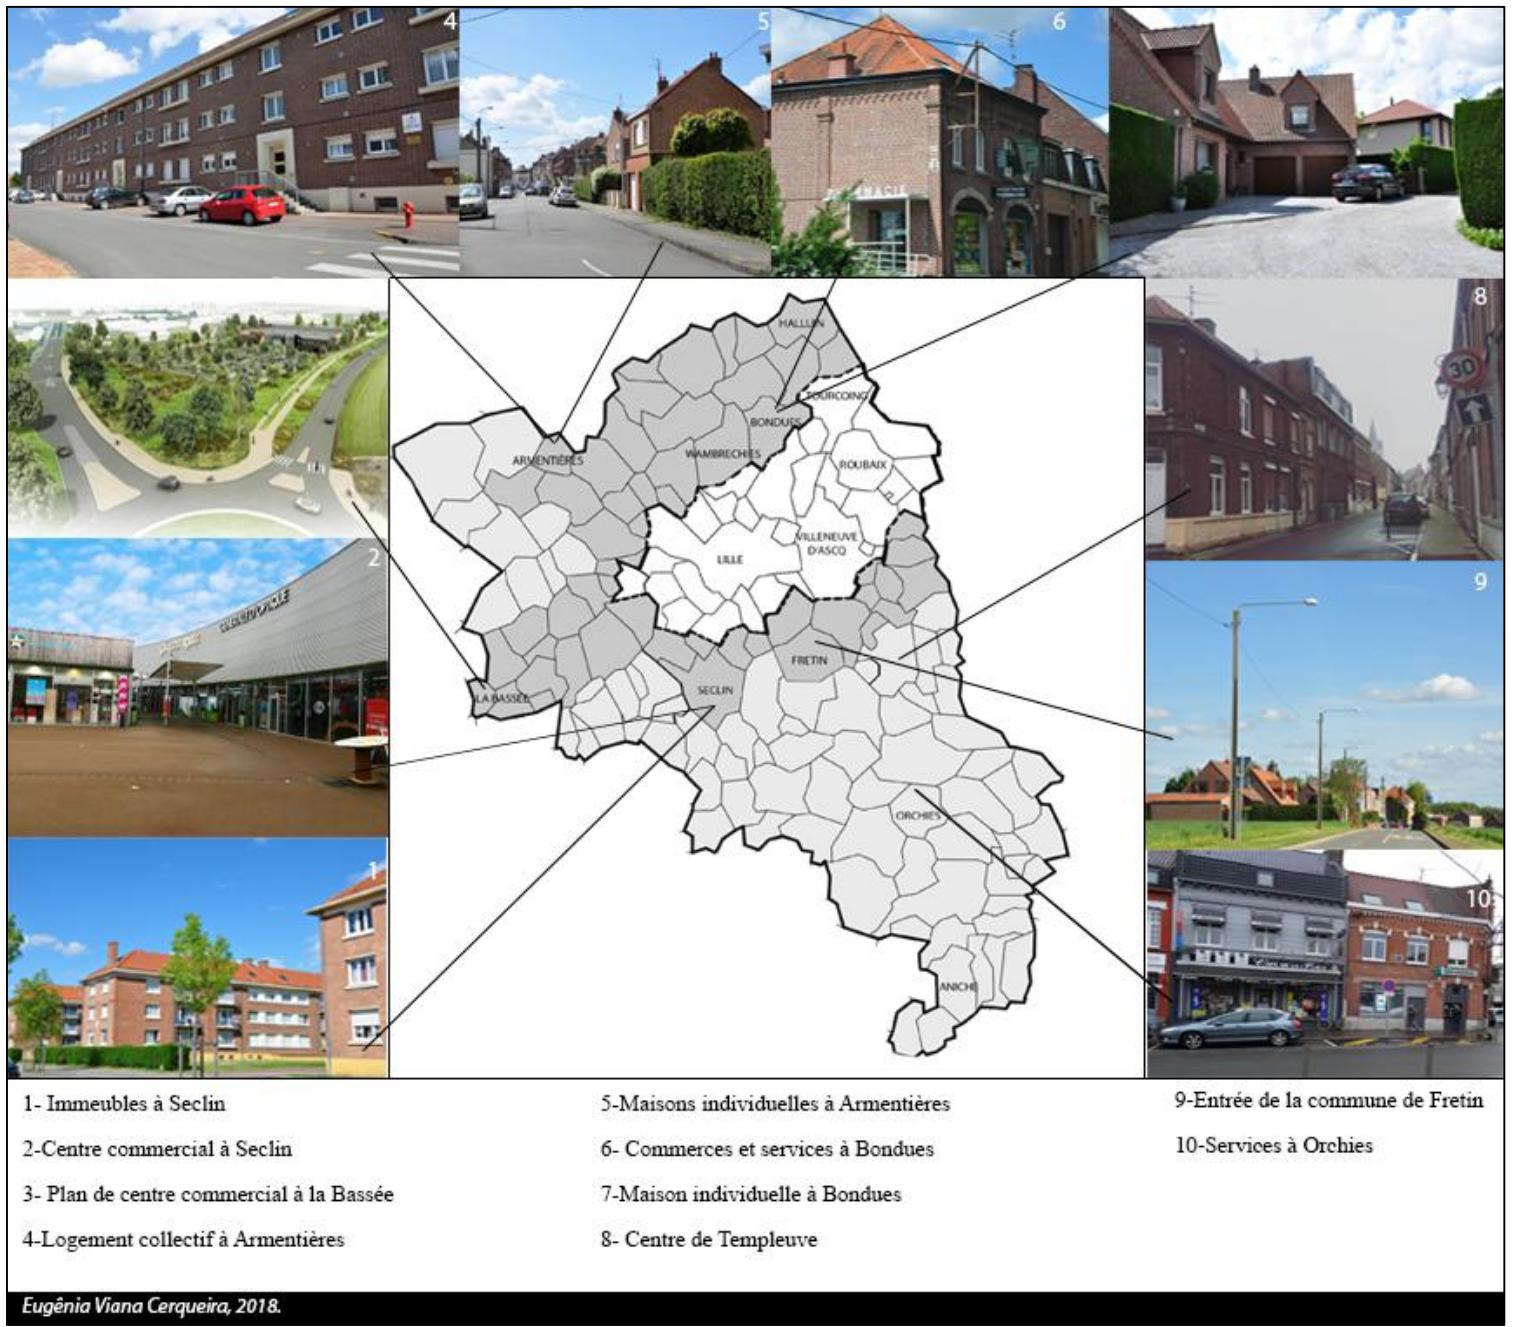 4
5
6
PHARMACIE
8
30
2
GENERALE D'OPTIQUE
9
1
10
HALLUIN
TOURCOING
BONDUES
WAMBRECHIES
ARMENTIÈRES
ROUBAIX
VILLENEUVE
D'ASCQ
LILLE
FRETIN
SECLIN
LA BASSÉE
ORCHIES
ANICHE
1- Immeubles à Seclin
2-Centre commercial à Seclin
3- Plan de centre commercial à la Bassée
4-Logement collectif à Armentières
5-Maisons individuelles à Armentières
6- Commerces et services à Bondues
7-Maison individuelle à Bondues
8- Centre de Templeuve
9-Entrée de la commune de Fretin
10-Services à Orchies
Eugênia Viana Cerqueira, 2018.